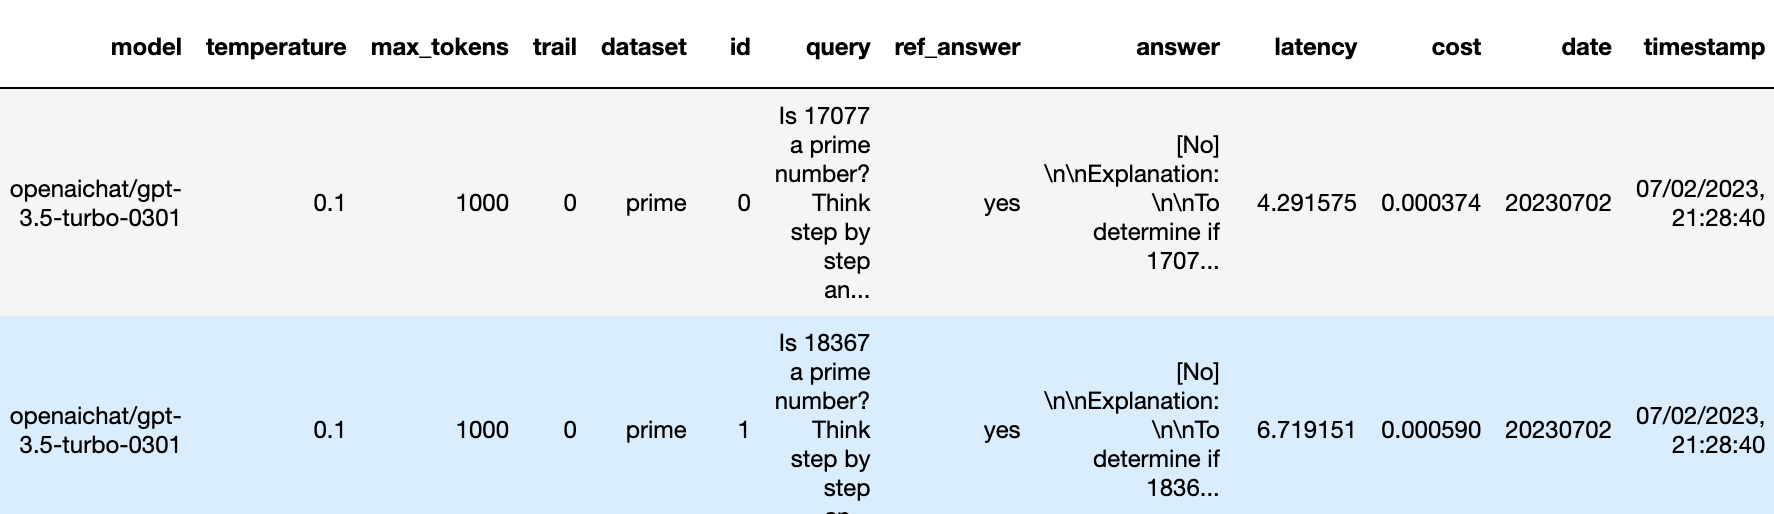 model temperature max_tokens trail dataset id query ref_answer answer latency cost date timestamp
openaichat/gpt-
3.5-turbo-0301
0.1
1000
0
prime
0
Is 17077
a prime
number?
Think
step by
step
an...
yes
[No]
\n\nExplanation:
\n\nTo
determine if
1707...
4.291575
0.000374
20230702
07/02/2023,
21:28:40
openaichat/gpt-
3.5-turbo-0301
0.1
1000
0
prime
1
Is 18367
a prime
number?
Think
step by
step
yes
[No]
\n\nExplanation:
\n\nTo
determine if
1836...
6.719151
0.000590
20230702
07/02/2023,
21:28:40